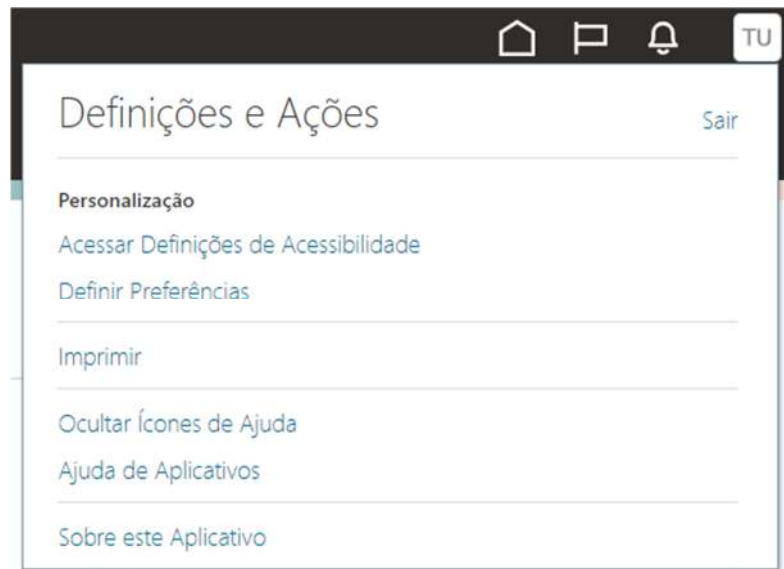 TU
Definições e Ações
Sair
Personalização
Acessar Definições de Acessibilidade
Definir Preferências
Imprimir
Ocultar Ícones de Ajuda
Ajuda de Aplicativos
Sobre este Aplicativo